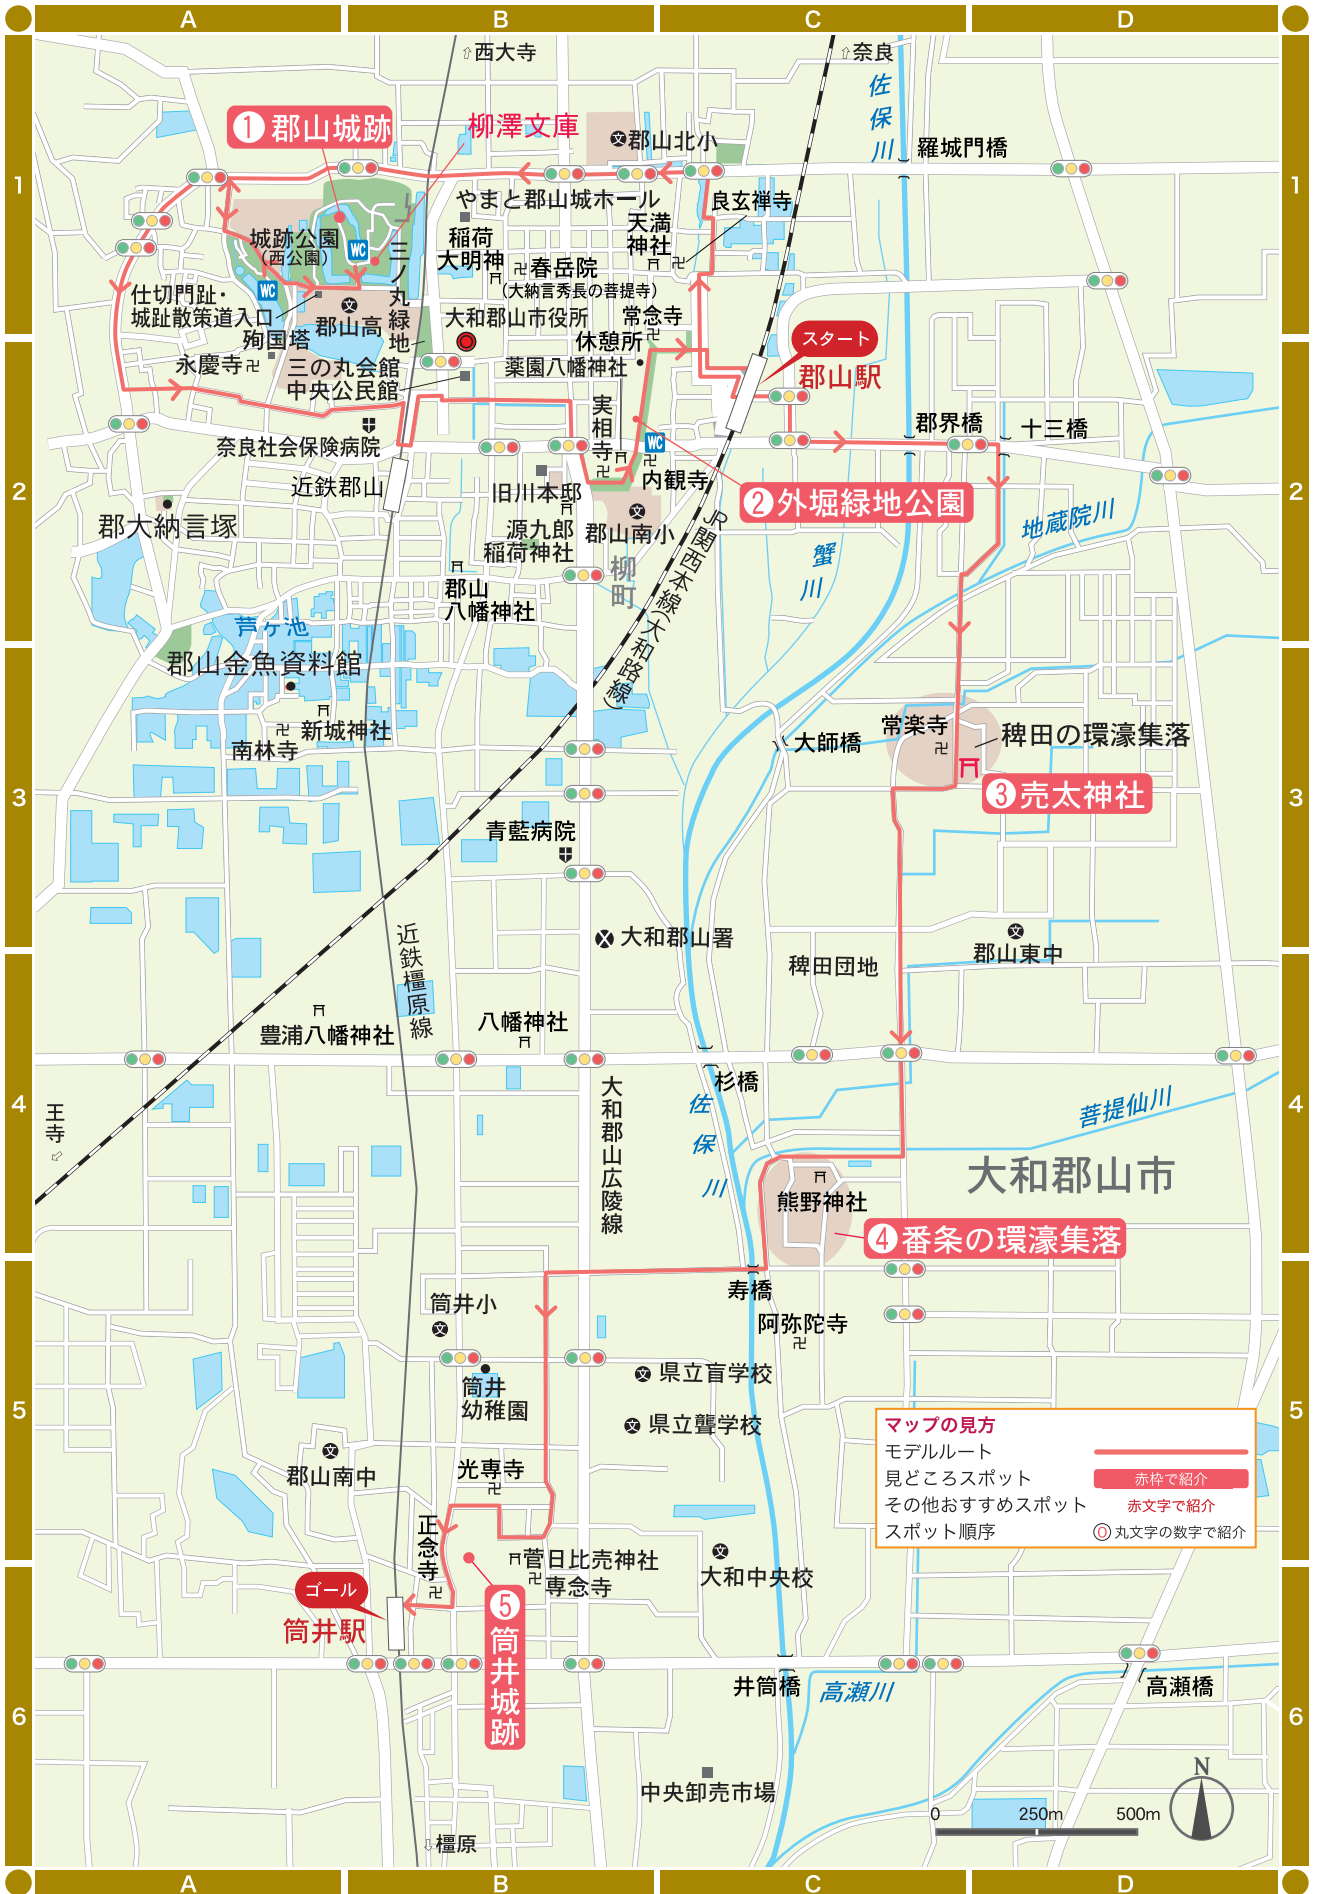 A
B
C
D
1
1
2
2
3
3
4
4
5
5
6
6
⇧西大寺
⇧奈良
佐保川
① 郡山城跡
柳澤文庫
郡山北小
羅城門橋
やまと郡山城ホール
良玄禅寺
天満
神社
城跡公園
(西公園)
WC
WC
三ノ丸緑地
稲荷
大明神
春岳院
(大納言秀長の菩提寺)
仕切門趾・
城趾散策道入口
郡山高
大和郡山市役所
常念寺
殉国塔
休憩所
スタート
永慶寺
三の丸会館
中央公民館
薬園八幡神社
郡山駅
実相寺
郡界橋
十三橋
奈良社会保険病院
WC
近鉄郡山
旧川本邸
内観寺
② 外堀緑地公園
郡大納言塚
源九郎
稲荷神社
郡山南小
JR関西本線(大和路線)
地蔵院川
蟹川
柳町
郡山
八幡神社
芦ヶ池
郡山金魚資料館
新城神社
南林寺
常楽寺
稗田の環濠集落
大師橋
③ 売太神社
青藍病院
近鉄橿原線
大和郡山署
稗田団地
郡山東中
豊浦八幡神社
八幡神社
杉橋
佐保川
王寺
⇩
大和郡山広陵線
菩提仙川
大和郡山市
熊野神社
④ 番条の環濠集落
寿橋
筒井小
阿弥陀寺
県立盲学校
筒井
幼稚園
県立聾学校
マップの見方
モデルルート
見どころスポット
赤枠で紹介
その他おすすめスポット
赤文字で紹介
スポット順序
⓪ 丸文字の数字で紹介
郡山南中
光専寺
正念寺
菅日比売神社
専念寺
大和中央校
ゴール
筒井駅
⑤ 筒井城跡
井筒橋
高瀬川
高瀬橋
中央卸売市場
N
0
250m
500m
⇩橿原
A
B
C
D